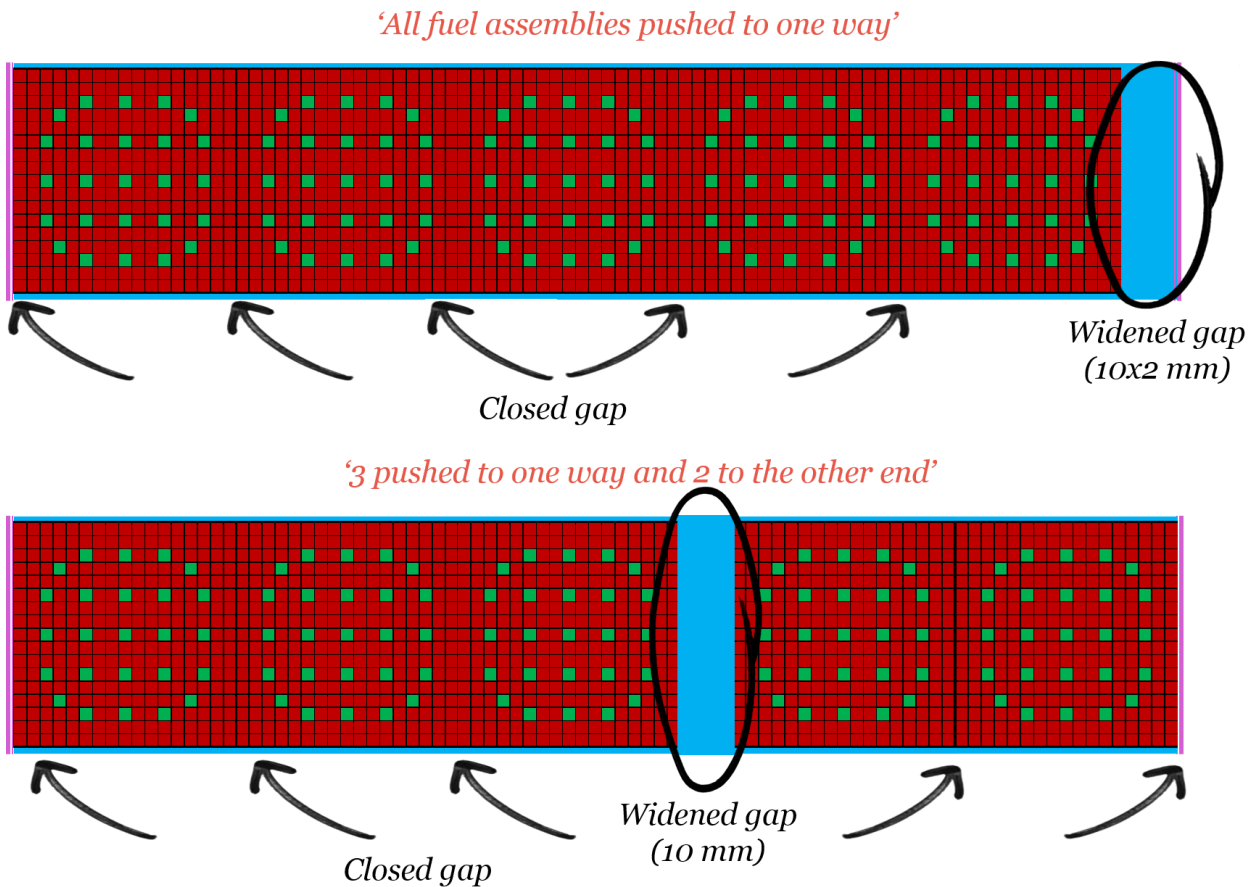 ‘All fuel assemblies pushed to one way’
Widened gap
(10x2 mm)
Closed gap
‘3 pushed to one way and 2 to the other end’
Widened gap
(10 mm)
Closed gap